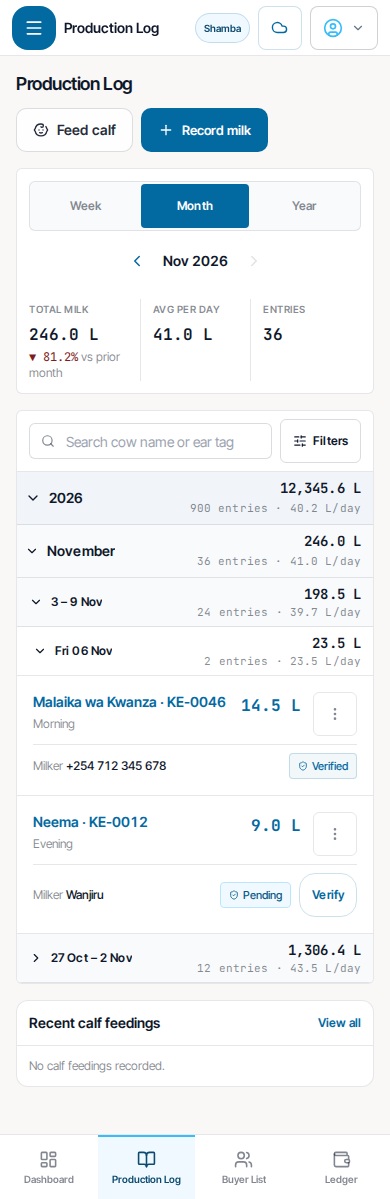 Production Log
Shamba
Production Log
Feed calf
Record milk
Week
Month
Year
Nov 2026
TOTAL MILK
246.0 L
▼ 81.2% vs prior
month
AVG PER DAY
41.0 L
ENTRIES
36
Search cow name or ear tag
Filters
2026
12,345.6 L
900 entries · 40.2 L/day
November
246.0 L
36 entries · 41.0 L/day
3 – 9 Nov
198.5 L
24 entries · 39.7 L/day
Fri 06 Nov
23.5 L
2 entries · 23.5 L/day
Malaika wa Kwanza · KE-0046
14.5 L
Morning
Milker +254 712 345 678
Verified
Neema · KE-0012
9.0 L
Evening
Milker Wanjiru
Pending
Verify
27 Oct – 2 Nov
1,306.4 L
12 entries · 43.5 L/day
Recent calf feedings
View all
No calf feedings recorded.
Dashboard
Production Log
Buyer List
Ledger